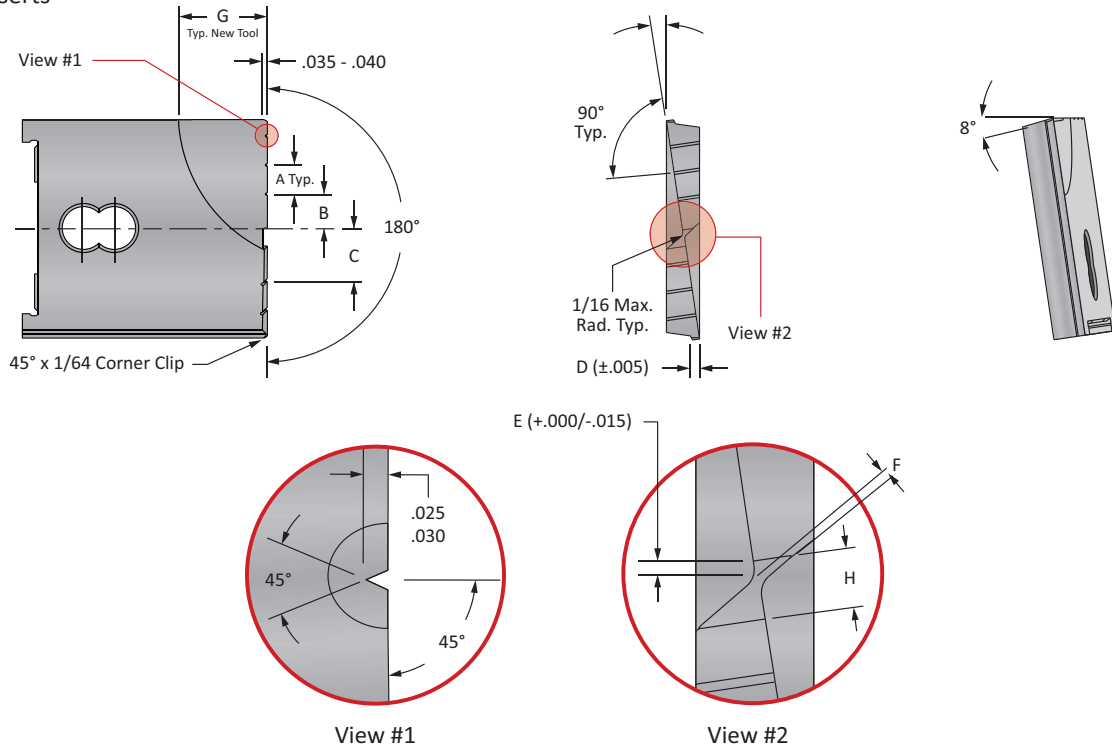 G
Typ. New Tool
View #1
.035 - .040
A Typ.
B
C
180°
45° x 1/64 Corner Clip
90°
Typ.
1/16 Max.
Rad. Typ.
View #2
D (±.005)
8°
E (+.000/-.015)
.025
.030
45°
45°
View #1
F
H
View #2